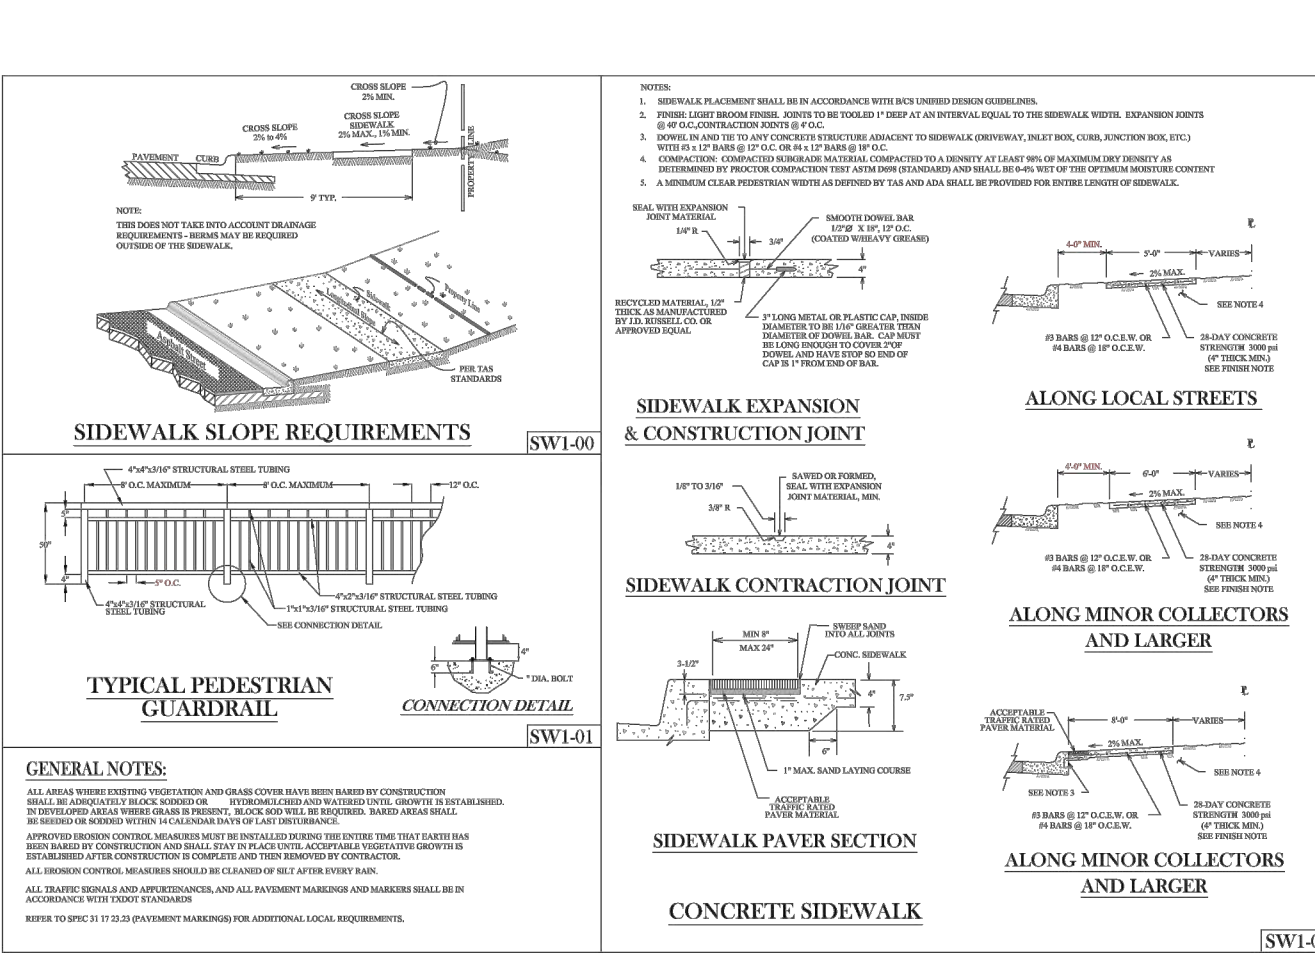 CROSS SLOPE
2% MIN.
CROSS SLOPE
SIDEWALK
2% MAX., 1% MIN.
CROSS SLOPE
2% to 4%
PAVEMENT
CURB
PROPERTY LINE
9' TYP.
NOTE:
THIS DOES NOT TAKE INTO ACCOUNT DRAINAGE
REQUIREMENTS - BERMS MAY BE REQUIRED
OUTSIDE OF THE SIDEWALK.
Asphalt Street
Longitudinal Slope
Sidewalk
Property Line
PER TAS
STANDARDS
SIDEWALK SLOPE REQUIREMENTS
SW1-00
4"x4"x3/16" STRUCTURAL STEEL TUBING
8' O.C. MAXIMUM
8' O.C. MAXIMUM
12" O.C.
5"
50"
4"
5" O.C.
4"x4"x3/16" STRUCTURAL
STEEL TUBING
4"x2"x3/16" STRUCTURAL STEEL TUBING
1"x1"x3/16" STRUCTURAL STEEL TUBING
SEE CONNECTION DETAIL
4"
6"
" DIA. BOLT
TYPICAL PEDESTRIAN
GUARDRAIL
CONNECTION DETAIL
SW1-01
GENERAL NOTES:
ALL AREAS WHERE EXISTING VEGETATION AND GRASS COVER HAVE BEEN BARED BY CONSTRUCTION
SHALL BE ADEQUATELY BLOCK SODDED OR HYDROMULCHED AND WATERED UNTIL GROWTH IS ESTABLISHED.
IN DEVELOPED AREAS WHERE GRASS IS PRESENT, BLOCK SOD WILL BE REQUIRED. BARED AREAS SHALL
BE SEEDED OR SODDED WITHIN 14 CALENDAR DAYS OF LAST DISTURBANCE.
APPROVED EROSION CONTROL MEASURES MUST BE INSTALLED DURING THE ENTIRE TIME THAT EARTH HAS
BEEN BARED BY CONSTRUCTION AND SHALL STAY IN PLACE UNTIL ACCEPTABLE VEGETATIVE GROWTH IS
ESTABLISHED AFTER CONSTRUCTION IS COMPLETE AND THEN REMOVED BY CONTRACTOR.
ALL EROSION CONTROL MEASURES SHOULD BE CLEANED OF SILT AFTER EVERY RAIN.
ALL TRAFFIC SIGNALS AND APPURTENANCES, AND ALL PAVEMENT MARKINGS AND MARKERS SHALL BE IN
ACCORDANCE WITH TXDOT STANDARDS
REFER TO SPEC 31 17 23.23 (PAVEMENT MARKINGS) FOR ADDITIONAL LOCAL REQUIREMENTS.
NOTES:
1. SIDEWALK PLACEMENT SHALL BE IN ACCORDANCE WITH B/CS UNIFIED DESIGN GUIDELINES.
2. FINISH: LIGHT BROOM FINISH. JOINTS TO BE TOOLED 1" DEEP AT AN INTERVAL EQUAL TO THE SIDEWALK WIDTH. EXPANSION JOINTS
@ 40' O.C.,CONTRACTION JOINTS @ 4' O.C.
3. DOWEL IN AND TIE TO ANY CONCRETE STRUCTURE ADJACENT TO SIDEWALK (DRIVEWAY, INLET BOX, CURB, JUNCTION BOX, ETC.)
WITH #3 x 12" BARS @ 12" O.C. OR #4 x 12" BARS @ 18" O.C.
4. COMPACTION: COMPACTED SUBGRADE MATERIAL COMPACTED TO A DENSITY AT LEAST 98% OF MAXIMUM DRY DENSITY AS
DETERMINED BY PROCTOR COMPACTION TEST ASTM D698 (STANDARD) AND SHALL BE 0-4% WET OF THE OPTIMUM MOISTURE CONTENT
5. A MINIMUM CLEAR PEDESTRIAN WIDTH AS DEFINED BY TAS AND ADA SHALL BE PROVIDED FOR ENTIRE LENGTH OF SIDEWALK.
SEAL WITH EXPANSION
JOINT MATERIAL
1/4" R
3/4"
SMOOTH DOWEL BAR
1/2"Ø X 18", 12" O.C.
(COATED W/HEAVY GREASE)
4"
RECYCLED MATERIAL, 1/2"
THICK AS MANUFACTURED
BY J.D. RUSSELL CO. OR
APPROVED EQUAL
3" LONG METAL OR PLASTIC CAP, INSIDE
DIAMETER TO BE 1/16" GREATER THAN
DIAMETER OF DOWEL BAR. CAP MUST
BE LONG ENOUGH TO COVER 2"OF
DOWEL AND HAVE STOP SO END OF
CAP IS 1" FROM END OF BAR.
SIDEWALK EXPANSION
& CONSTRUCTION JOINT
1/8" TO 3/16"
3/8" R
SAWED OR FORMED,
SEAL WITH EXPANSION
JOINT MATERIAL, MIN.
4"
SIDEWALK CONTRACTION JOINT
MIN 8"
MAX 24"
SWEEP SAND
INTO ALL JOINTS
CONC. SIDEWALK
3-1/2"
4"
7.5"
6"
1" MAX. SAND LAYING COURSE
ACCEPTABLE
TRAFFIC RATED
PAVER MATERIAL
SIDEWALK PAVER SECTION
CONCRETE SIDEWALK
4-0" MIN.
5'-0"
VARIES
2% MAX.
SEE NOTE 4
#3 BARS @ 12" O.C.E.W. OR
#4 BARS @ 18" O.C.E.W.
28-DAY CONCRETE
STRENGTH 3000 psi
(4" THICK MIN.)
SEE FINISH NOTE
ALONG LOCAL STREETS
4'-0" MIN.
6'-0"
VARIES
2% MAX.
SEE NOTE 4
#3 BARS @ 12" O.C.E.W. OR
#4 BARS @ 18" O.C.E.W.
28-DAY CONCRETE
STRENGTH 3000 psi
(4" THICK MIN.)
SEE FINISH NOTE
ALONG MINOR COLLECTORS
AND LARGER
ACCEPTABLE
TRAFFIC RATED
PAVER MATERIAL
8'-0"
VARIES
2% MAX.
SEE NOTE 4
SEE NOTE 3
#3 BARS @ 12" O.C.E.W. OR
#4 BARS @ 18" O.C.E.W.
28-DAY CONCRETE
STRENGTH 3000 psi
(4" THICK MIN.)
SEE FINISH NOTE
ALONG MINOR COLLECTORS
AND LARGER